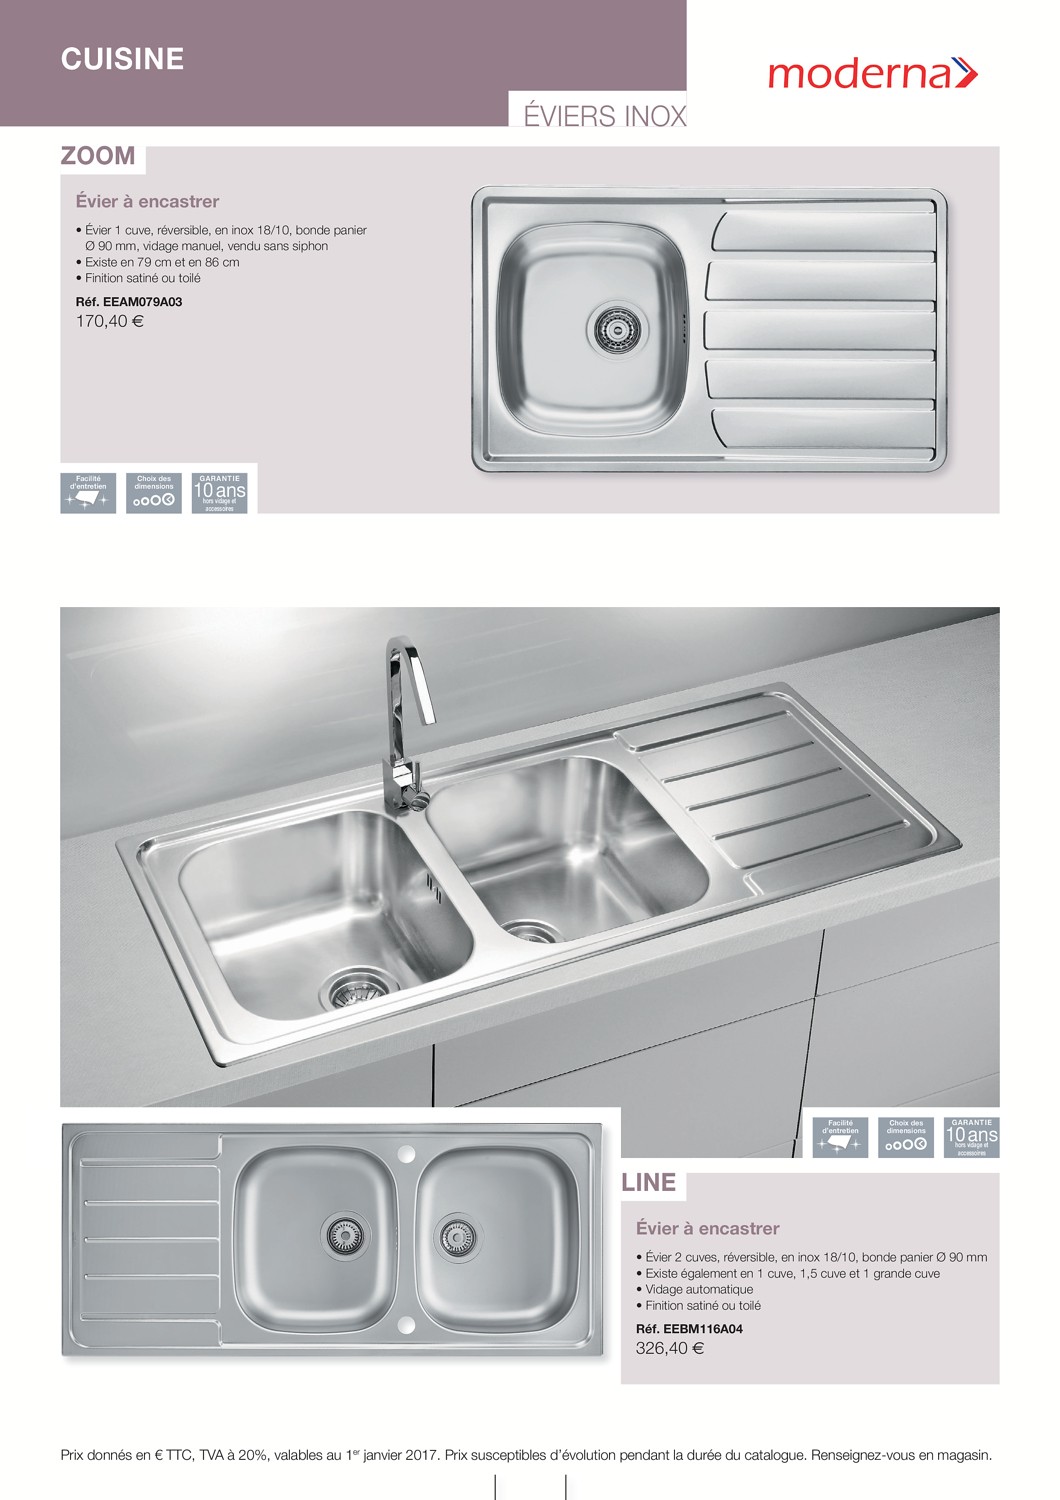 CUISINE
moderna
ÉVIERS INOX
ZOOM
Évier à encastrer
• Évier 1 cuve, réversible, en inox 18/10, bonde panier
Ø 90 mm, vidage manuel, vendu sans siphon
• Existe en 79 cm et en 86 cm
• Finition satiné ou toilé
Réf. EEAM079A03
170,40 €
Facilité
d'entretien
Choix des
dimensions
GARANTIE
10 ans
hors vidage et
accessoires
Facilité
d'entretien
Choix des
dimensions
GARANTIE
10 ans
hors vidage et
accessoires
LINE
Évier à encastrer
• Évier 2 cuves, réversible, en inox 18/10, bonde panier Ø 90 mm
• Existe également en 1 cuve, 1,5 cuve et 1 grande cuve
• Vidage automatique
• Finition satiné ou toilé
Réf. EEBM116A04
326,40 €
Prix donnés en € TTC, TVA à 20%, valables au 1er janvier 2017. Prix susceptibles d'évolution pendant la durée du catalogue. Renseignez-vous en magasin.